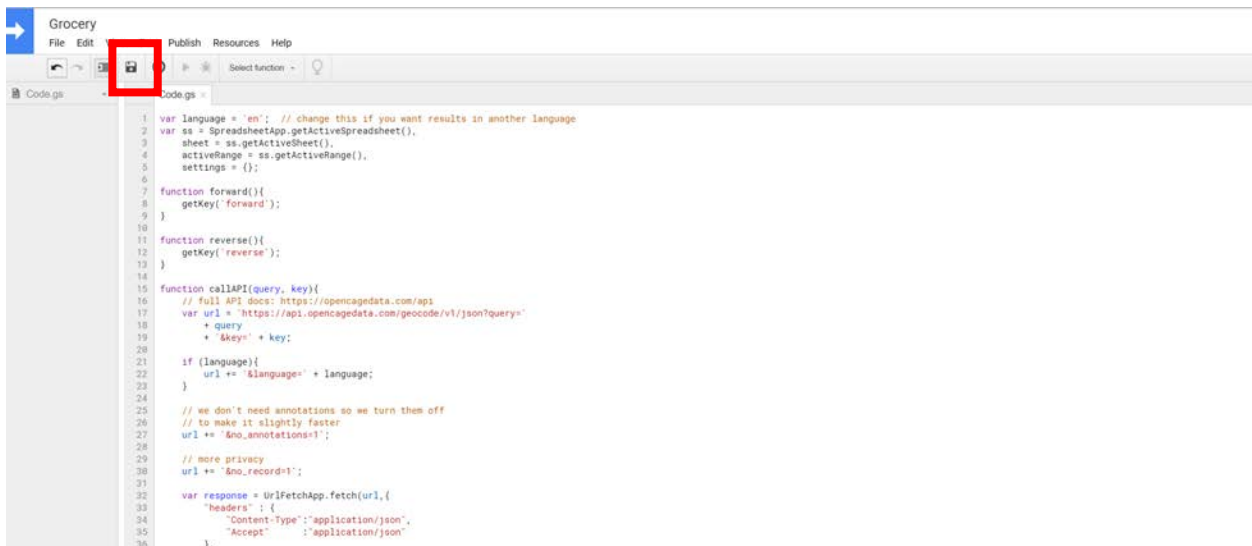 Grocery
File Edit Publish Resources Help
Select function
Code.gs
Code.gs ×
1 var language = 'en'; // change this if you want results in another language
2 var ss = SpreadsheetApp.getActiveSpreadsheet(),
3 sheet = ss.getActiveSheet(),
4 activeRange = ss.getActiveRange(),
5 settings = {};
6
7 function forward(){
8 getKey('forward');
9 }
10
11 function reverse(){
12 getKey('reverse');
13 }
14
15 function callAPI(query, key){
16 // full API docs: https://opencagedata.com/api
17 var url = 'https://api.opencagedata.com/geocode/v1/json?query='
18 + query
19 + '&key=' + key;
20
21 if (language){
22 url += '&language=' + language;
23 }
24
25 // we don't need annotations so we turn them off
26 // to make it slightly faster
27 url += '&no_annotations=1';
28
29 // more privacy
30 url += '&no_record=1';
31
32 var response = UrlFetchApp.fetch(url,{
33 "headers" : {
34 "Content-Type":"application/json",
35 "Accept" :"application/json"
36 }